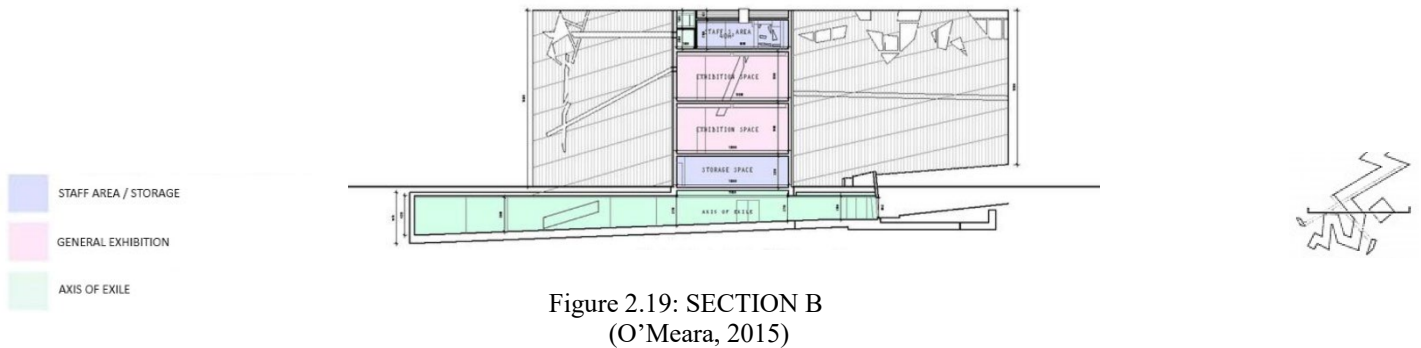 STAFF AREA
EXHIBITION SPACE
EXHIBITION SPACE
STORAGE SPACE
AXIS OF EXILE
STAFF AREA / STORAGE
GENERAL EXHIBITION
AXIS OF EXILE
Figure 2.19: SECTION B
(O’Meara, 2015)